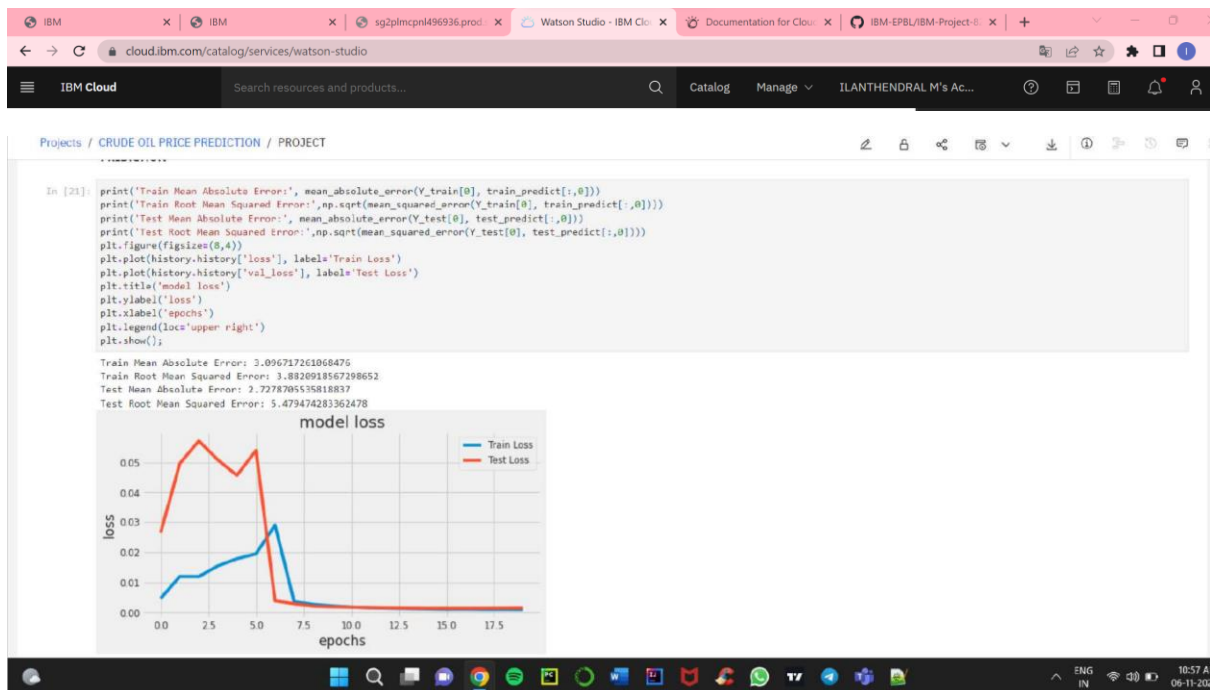 IBM
IBM
sg2plmcpnl496936.prod.
Watson Studio - IBM Clo
Documentation for Clou
IBM-EPBL/IBM-Project-8
cloud.ibm.com/catalog/services/watson-studio
I
IBM Cloud
Search resources and products...
Catalog
Manage
ILANTHENDRAL M's Ac...
Projects / CRUDE OIL PRICE PREDICTION / PROJECT
In [21]:
print('Train Mean Absolute Error:', mean_absolute_error(Y_train[0], train_predict[:,0]))
print('Train Root Mean Squared Error:',np.sqrt(mean_squared_error(Y_train[0], train_predict[:,0])))
print('Test Mean Absolute Error:', mean_absolute_error(Y_test[0], test_predict[:,0]))
print('Test Root Mean Squared Error:',np.sqrt(mean_squared_error(Y_test[0], test_predict[:,0])))
plt.figure(figsize=(8,4))
plt.plot(history.history['loss'], label='Train Loss')
plt.plot(history.history['val_loss'], label='Test Loss')
plt.title('model loss')
plt.ylabel('loss')
plt.xlabel('epochs')
plt.legend(loc='upper right')
plt.show();
Train Mean Absolute Error: 3.096717261068476
Train Root Mean Squared Error: 3.8820918567298652
Test Mean Absolute Error: 2.7278705535818837
Test Root Mean Squared Error: 5.479474283362478
model loss
Train Loss
Test Loss
0.05
0.04
0.03
0.02
0.01
0.00
loss
0.0 2.5 5.0 7.5 10.0 12.5 15.0 17.5
epochs
ENG
IN
10:57 A
06-11-20